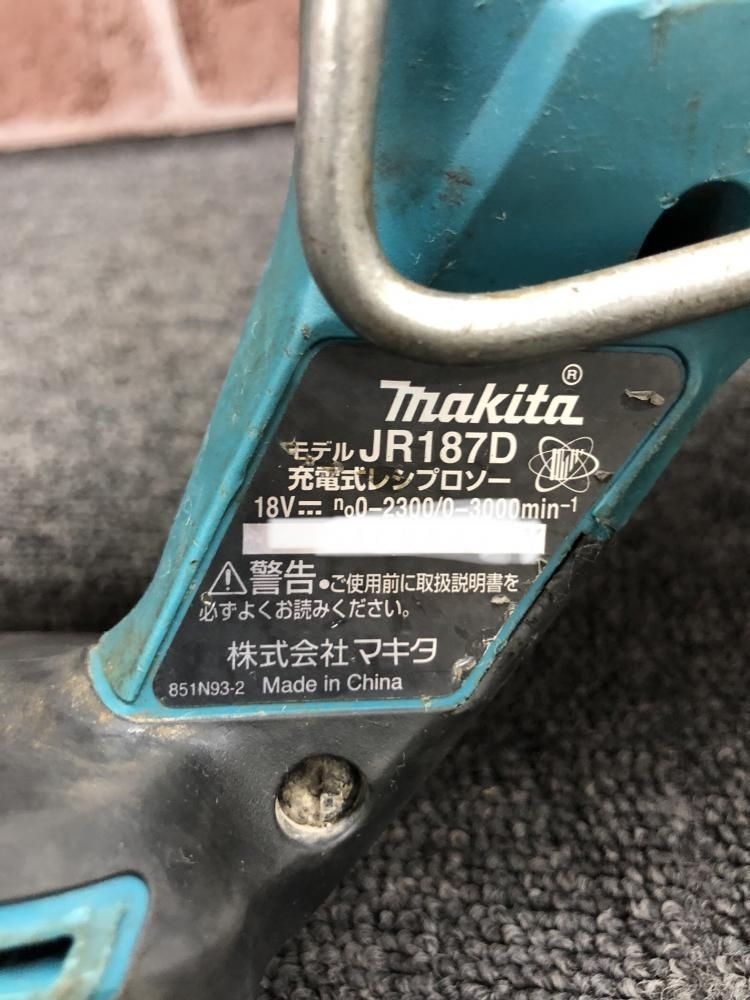 makita®
モデル JR187D
充電式レシプロソー
18V⎓ n₀0-2300/0-3000min⁻¹
警告 ●ご使用前に取扱説明書を
必ずよくお読みください。
株式会社マキタ
851N93-2 Made in China